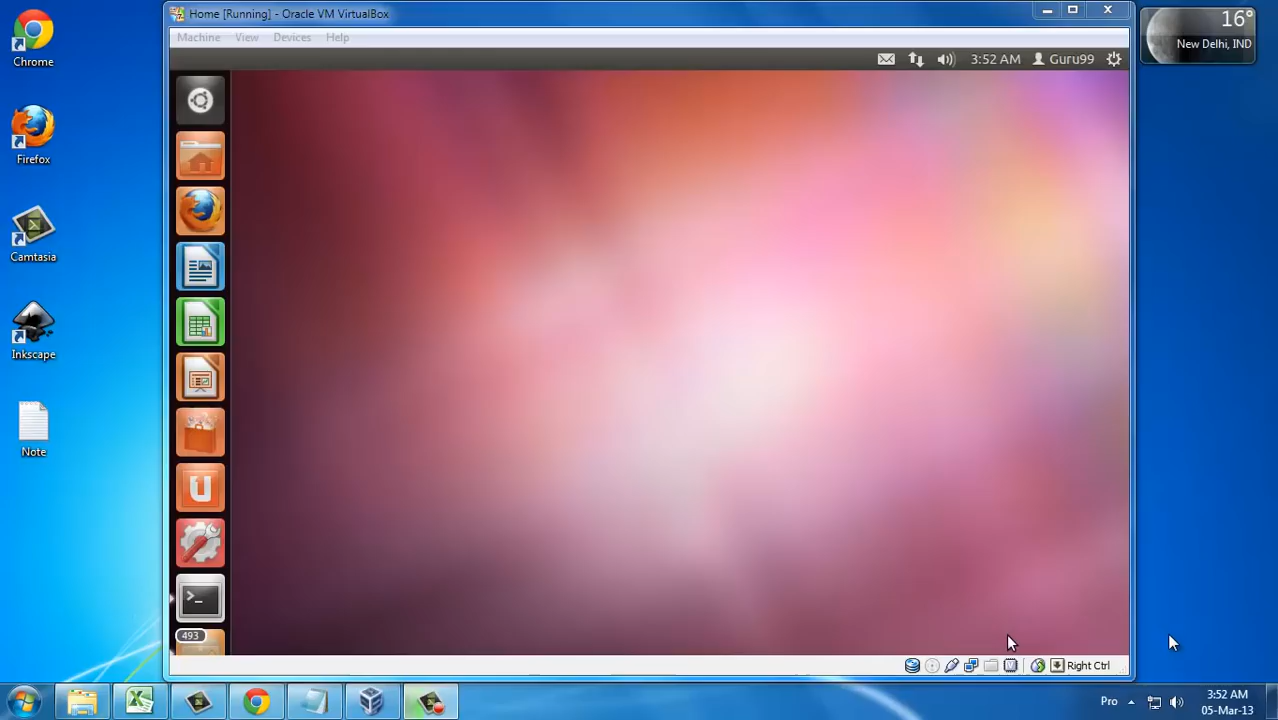 Home [Running] - Oracle VM VirtualBox
Machine View Devices Help
3:52 AM Guru99
16°
New Delhi, IND
Chrome
Firefox
Camtasia
Inkscape
Note
493
Right Ctrl
Pro
3:52 AM
05-Mar-13